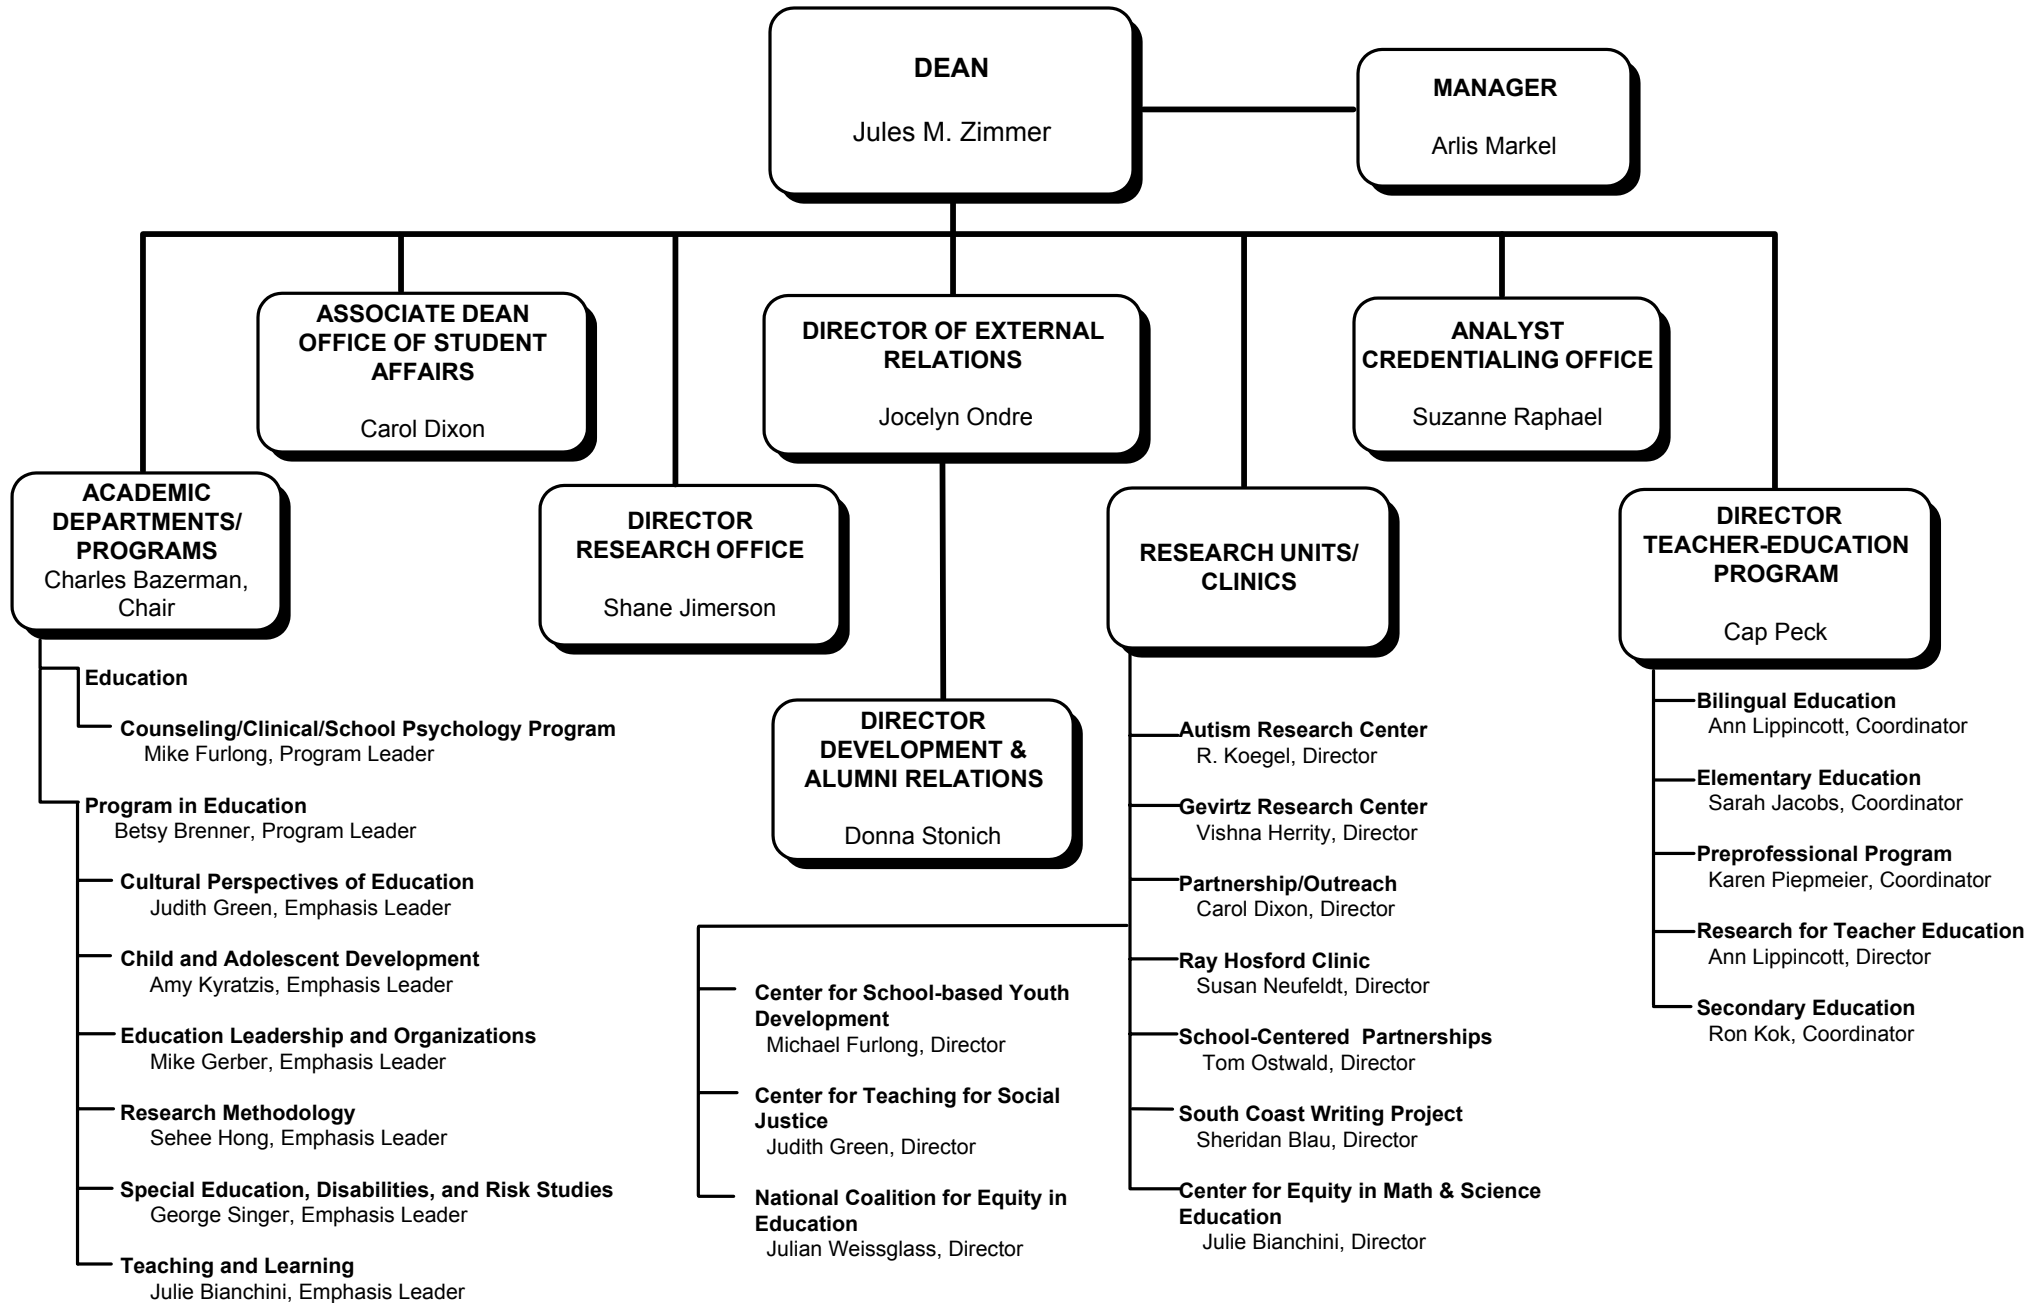 DEAN
Jules M. Zimmer
MANAGER
Arlis Markel
ASSOCIATE DEAN
OFFICE OF STUDENT
AFFAIRS
Carol Dixon
DIRECTOR OF EXTERNAL
RELATIONS
Jocelyn Ondre
ANALYST
CREDENTIALING OFFICE
Suzanne Raphael
ACADEMIC
DEPARTMENTS/
PROGRAMS
Charles Bazerman,
Chair
DIRECTOR
RESEARCH OFFICE
Shane Jimerson
RESEARCH UNITS/
CLINICS
DIRECTOR
TEACHER-EDUCATION
PROGRAM
Cap Peck
DIRECTOR
DEVELOPMENT &
ALUMNI RELATIONS
Donna Stonich
Education
Counseling/Clinical/School Psychology Program
Mike Furlong, Program Leader
Program in Education
Betsy Brenner, Program Leader
Cultural Perspectives of Education
Judith Green, Emphasis Leader
Child and Adolescent Development
Amy Kyratzis, Emphasis Leader
Education Leadership and Organizations
Mike Gerber, Emphasis Leader
Research Methodology
Sehee Hong, Emphasis Leader
Special Education, Disabilities, and Risk Studies
George Singer, Emphasis Leader
Teaching and Learning
Julie Bianchini, Emphasis Leader
Center for School-based Youth
Development
Michael Furlong, Director
Center for Teaching for Social
Justice
Judith Green, Director
National Coalition for Equity in
Education
Julian Weissglass, Director
Autism Research Center
R. Koegel, Director
Gevirtz Research Center
Vishna Herrity, Director
Partnership/Outreach
Carol Dixon, Director
Ray Hosford Clinic
Susan Neufeldt, Director
School-Centered Partnerships
Tom Ostwald, Director
South Coast Writing Project
Sheridan Blau, Director
Center for Equity in Math & Science
Education
Julie Bianchini, Director
Bilingual Education
Ann Lippincott, Coordinator
Elementary Education
Sarah Jacobs, Coordinator
Preprofessional Program
Karen Piepmeier, Coordinator
Research for Teacher Education
Ann Lippincott, Director
Secondary Education
Ron Kok, Coordinator